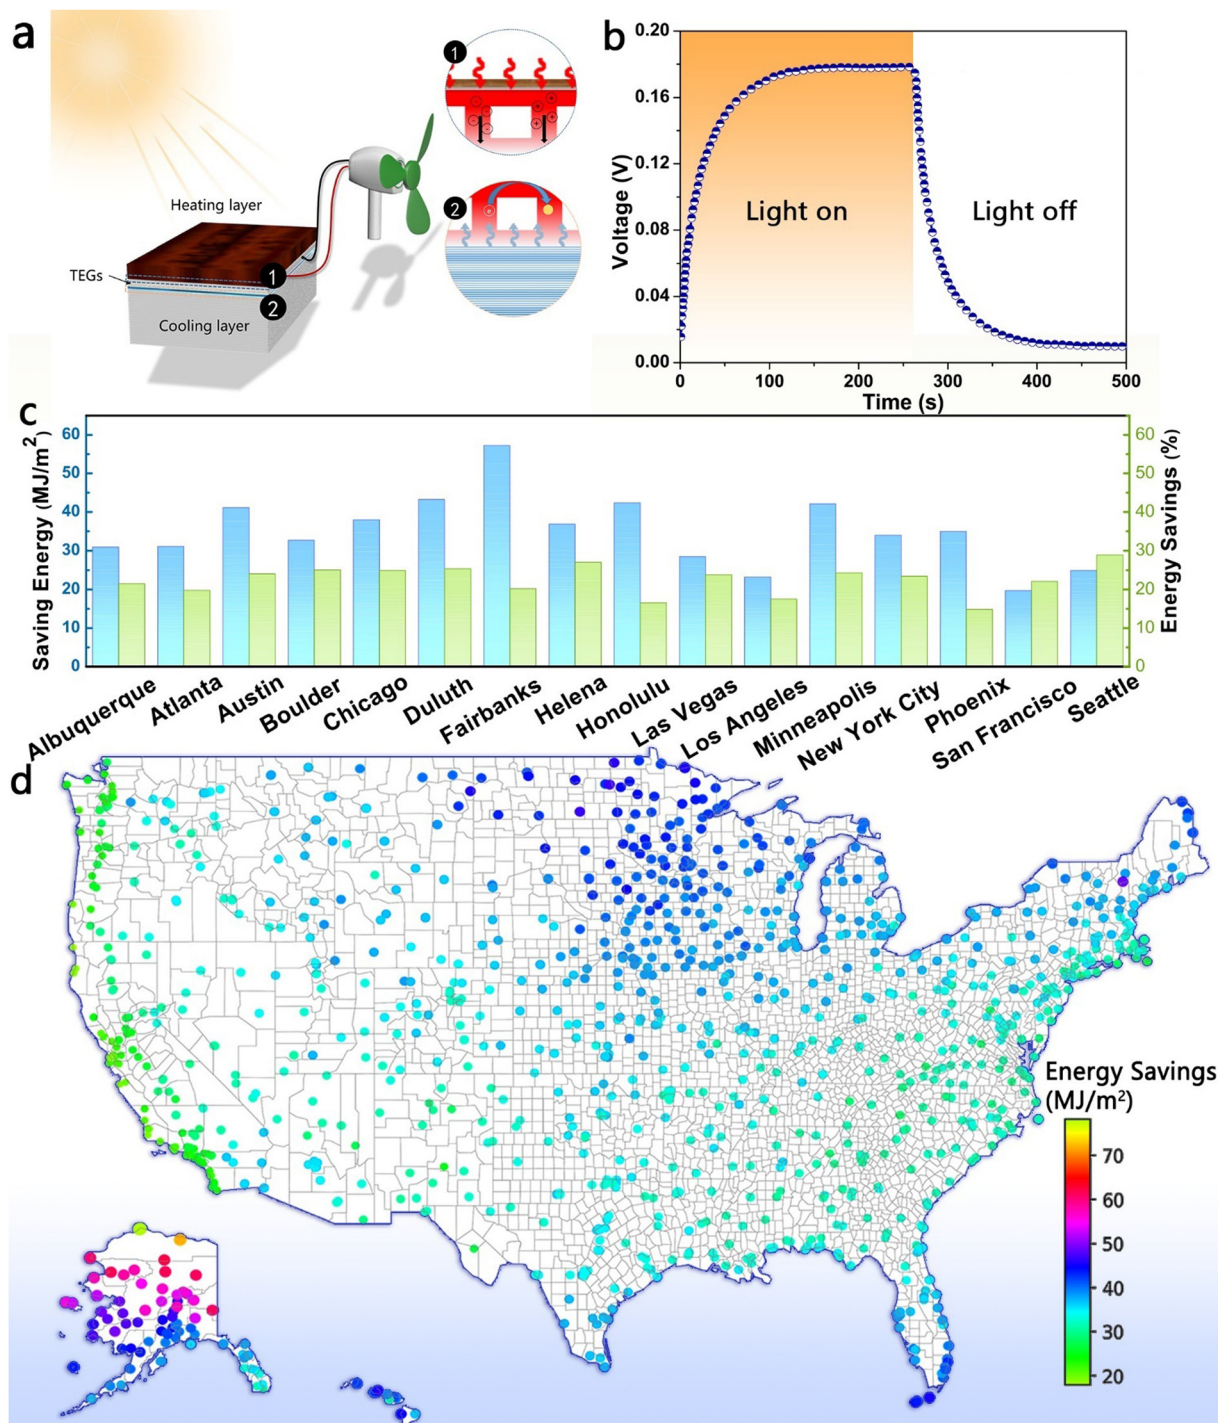 a
1
Heating layer
TEGs
1
2
Cooling layer
2
b
Voltage (V)
0.20
0.16
0.12
0.08
0.04
0.00
Light on
Light off
0 100 200 300 400 500
Time (s)
c
Saving Energy (MJ/m²)
60
50
40
30
20
10
0
Energy Savings (%)
60
50
40
30
20
10
0
Albuquerque
Atlanta
Austin
Boulder
Chicago
Duluth
Fairbanks
Helena
Honolulu
Las Vegas
Los Angeles
Minneapolis
New York City
Phoenix
San Francisco
Seattle
d
Energy Savings
(MJ/m²)
70
60
50
40
30
20